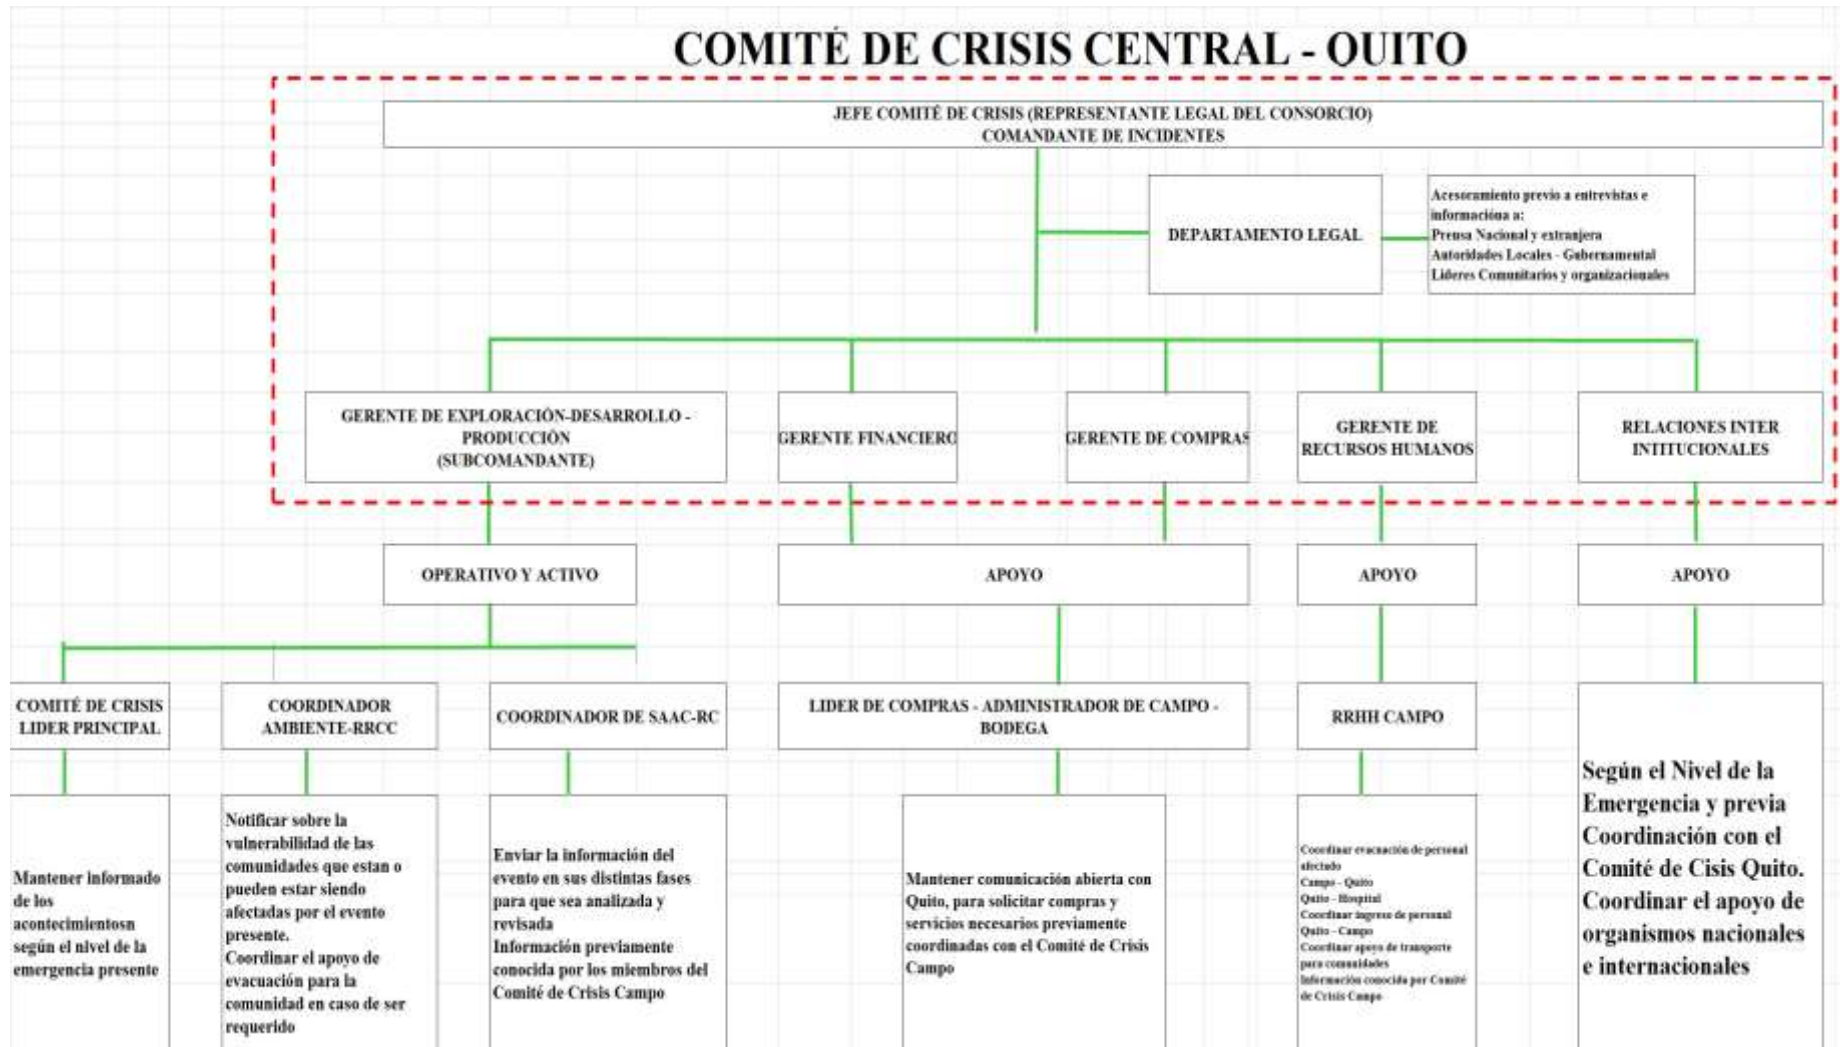 COMITÉ DE CRISIS CENTRAL - QUITO
JEFE COMITÉ DE CRISIS (REPRESENTANTE LEGAL DEL CONSORCIO)
COMANDANTE DE INCIDENTES
DEPARTAMENTO LEGAL
Acesoramiento previo a entrevistas e
informacióna a:
Prensa Nacional y extranjera
Autoridades Locales - Gubernamental
Lideres Comunitarios y organizacionales
GERENTE DE EXPLORACIÓN-DESARROLLO -
PRODUCCIÓN
(SUBCOMANDANTE)
GERENTE FINANCIERO
GERENTE DE COMPRAS
GERENTE DE
RECURSOS HUMANOS
RELACIONES INTER
INTITUCIONALES
OPERATIVO Y ACTIVO
APOYO
APOYO
APOYO
COMITÉ DE CRISIS
LIDER PRINCIPAL
COORDINADOR
AMBIENTE-RRCC
COORDINADOR DE SAAC-RC
LIDER DE COMPRAS - ADMINISTRADOR DE CAMPO -
BODEGA
RRHH CAMPO
Mantener informado
de los
acontecimientosn
según el nivel de la
emergencia presente
Notificar sobre la
vulnerabilidad de las
comunidades que estan o
pueden estar siendo
afectadas por el evento
presente.
Coordinar el apoyo de
evacuación para la
comunidad en caso de ser
requerido
Enviar la información del
evento en sus distintas fases
para que sea analizada y
revisada
Información previamente
conocida por los miembros del
Comité de Crisis Campo
Mantener comunicación abierta con
Quito, para solicitar compras y
servicios necesarios previamente
coordinadas con el Comité de Crisis
Campo
Coordinar evacuación de personal
afectado
Campo - Quito
Quito - Hospital
Coordinar ingreso de personal
Quito - Campo
Coordinar apoyo de transporte
para comunidades
Información conocida por Comité
de Crisis Campo
Según el Nivel de la
Emergencia y previa
Coordinación con el
Comité de Cisis Quito.
Coordinar el apoyo de
organismos nacionales
e internacionales